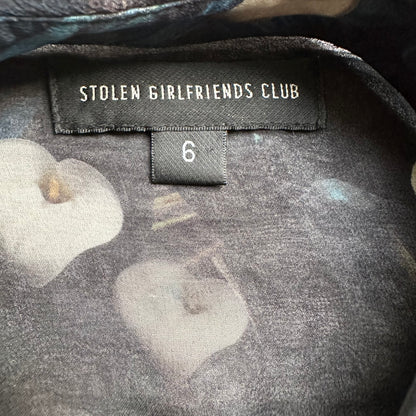 STOLEN GIRLFRIENDS CLUB
6